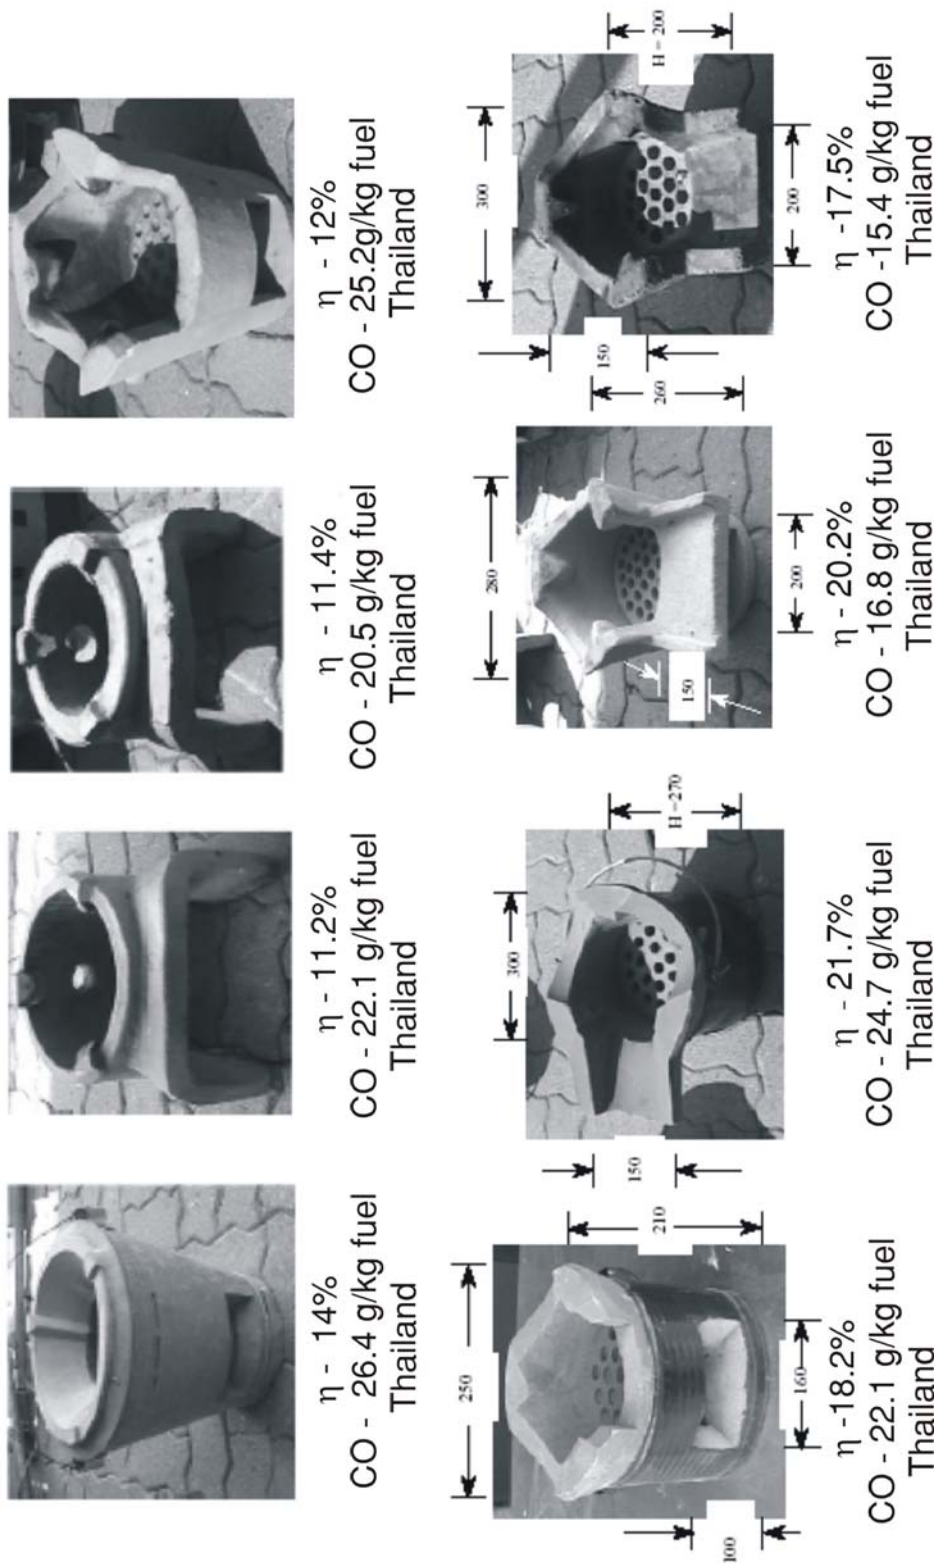 η - 14%
CO - 26.4 g/kg fuel
Thailand
η - 11.2%
CO - 22.1 g/kg fuel
Thailand
η - 11.4%
CO - 20.5 g/kg fuel
Thailand
η - 12%
CO - 25.2g/kg fuel
Thailand
250
210
100
160
η -18.2%
CO - 22.1 g/kg fuel
Thailand
300
150
H =270
η - 21.7%
CO - 24.7 g/kg fuel
Thailand
280
260
150
200
η - 20.2%
CO - 16.8 g/kg fuel
Thailand
300
150
H = 200
200
η -17.5%
CO -15.4 g/kg fuel
Thailand